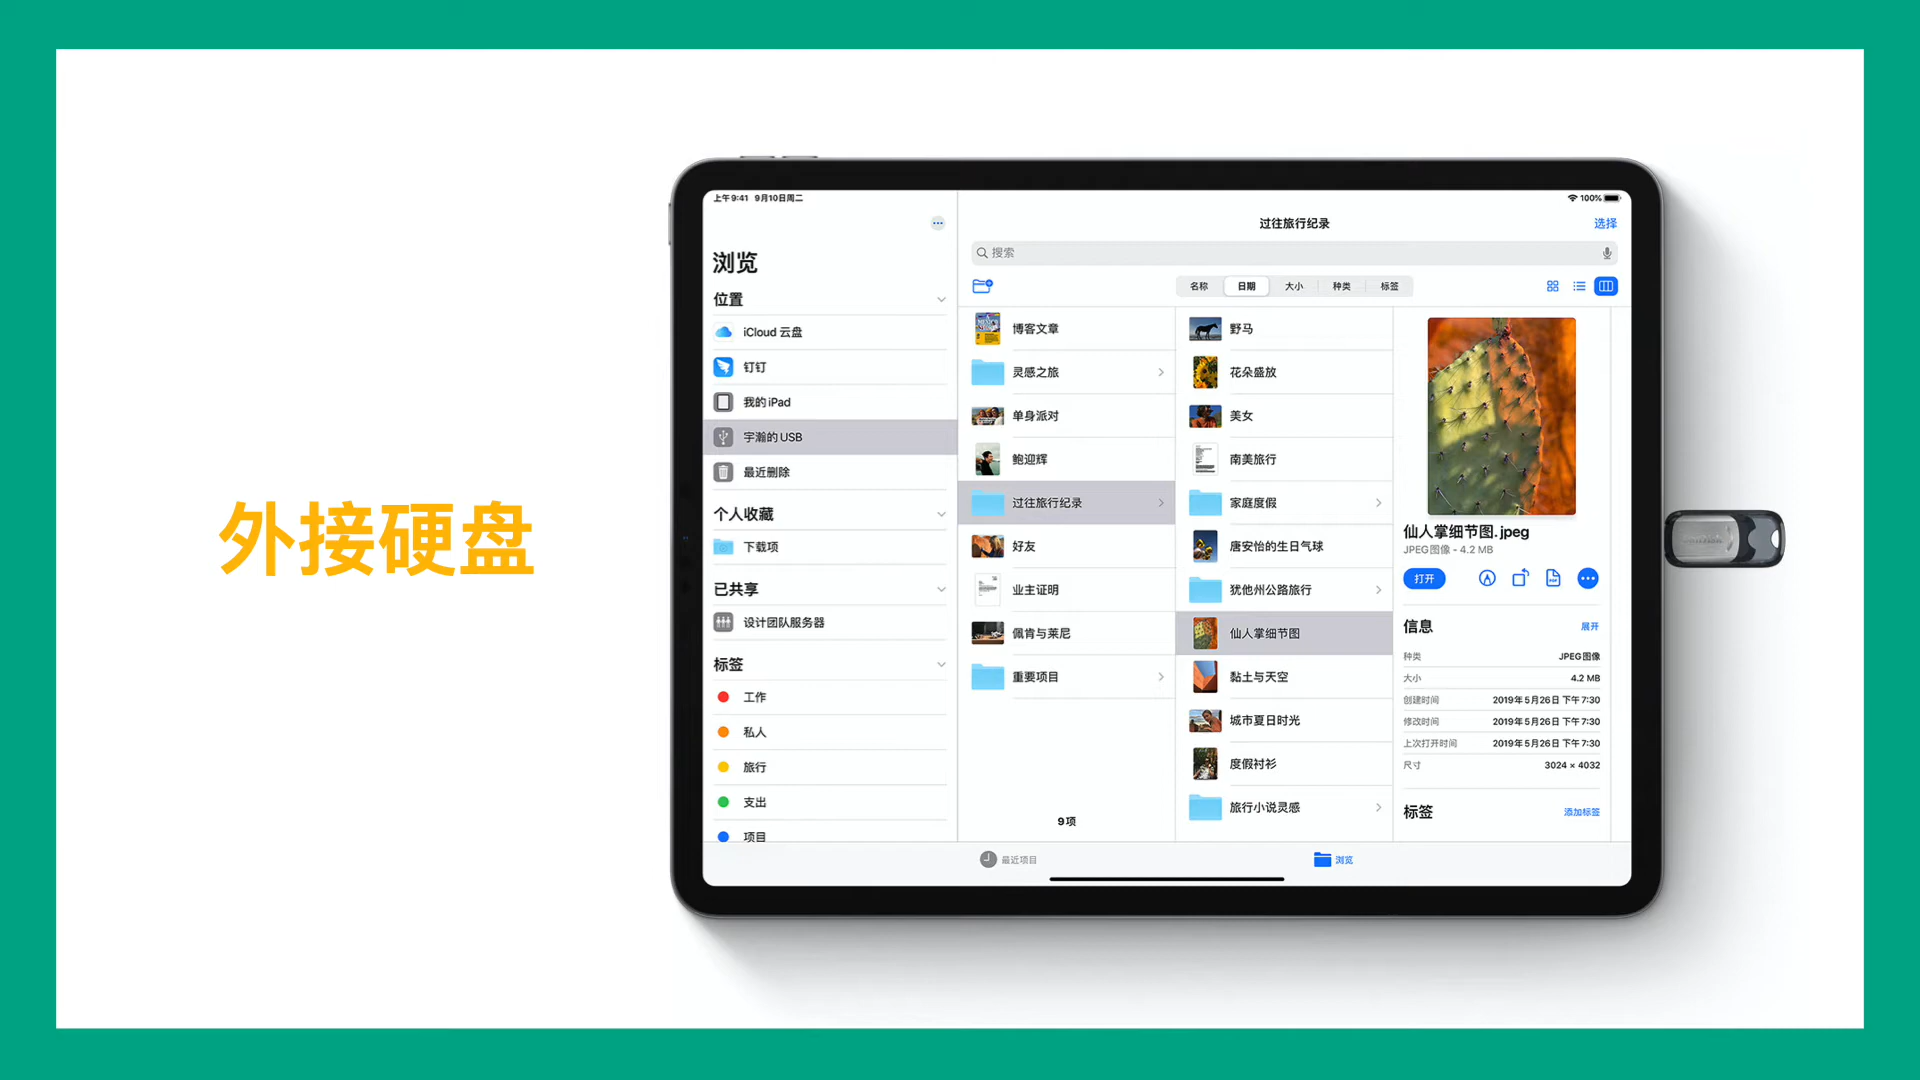 外接硬盘
上午9:41 9月10日周二
100%
浏览
位置
iCloud 云盘
钉钉
我的 iPad
宇瀚的 USB
最近删除
个人收藏
下载项
已共享
设计团队服务器
标签
工作
私人
旅行
支出
项目
过往旅行纪录
选择
搜索
名称
日期
大小
种类
标签
博客文章
灵感之旅
单身派对
鲍迎辉
过往旅行纪录
好友
业主证明
佩肯与莱尼
重要项目
9项
野马
花朵盛放
美女
南美旅行
家庭度假
唐安怡的生日气球
犹他州公路旅行
仙人掌细节图
黏土与天空
城市夏日时光
度假衬衫
旅行小说灵感
仙人掌细节图.jpeg
JPEG图像 - 4.2 MB
打开
信息 展开
种类 JPEG图像
大小 4.2 MB
创建时间 2019年5月26日 下午7:30
修改时间 2019年5月26日 下午7:30
上次打开时间 2019年5月26日 下午7:30
尺寸 3024 × 4032
标签 添加标签
最近项目
浏览